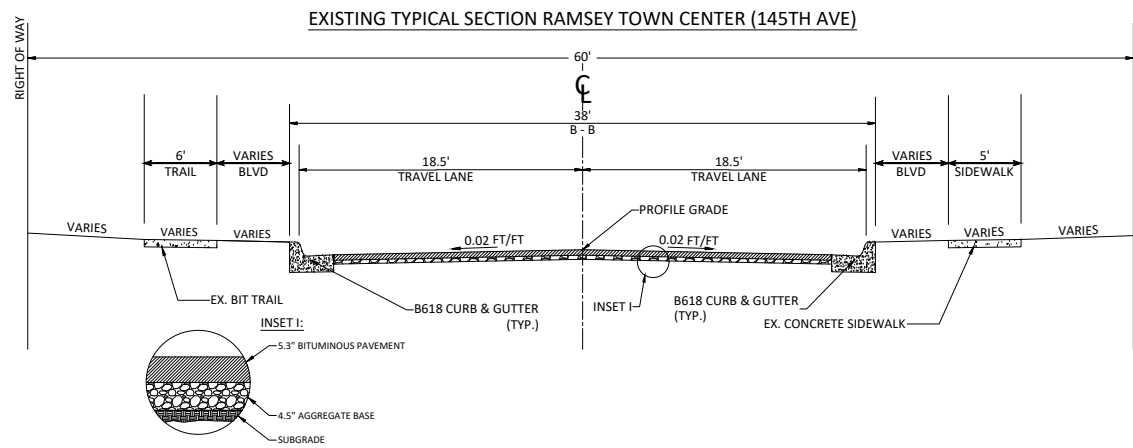 EXISTING TYPICAL SECTION RAMSEY TOWN CENTER (145TH AVE)
RIGHT OF WAY
60'
CL
38'
B - B
6'
TRAIL
VARIES
BLVD
18.5'
TRAVEL LANE
18.5'
TRAVEL LANE
VARIES
BLVD
5'
SIDEWALK
PROFILE GRADE
VARIES
VARIES
VARIES
0.02 FT/FT
0.02 FT/FT
VARIES
VARIES
VARIES
EX. BIT TRAIL
B618 CURB & GUTTER
(TYP.)
INSET I
B618 CURB & GUTTER
(TYP.)
EX. CONCRETE SIDEWALK
INSET I:
5.3" BITUMINOUS PAVEMENT
4.5" AGGREGATE BASE
SUBGRADE